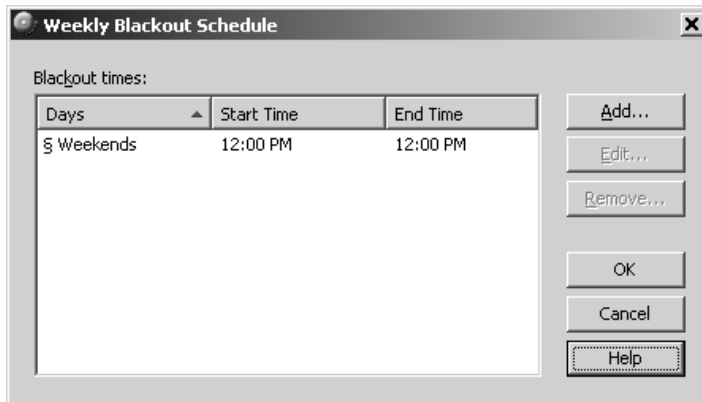 Weekly Blackout Schedule
Blackout times:
Days Start Time End Time
§ Weekends 12:00 PM 12:00 PM
Add...
Edit...
Remove...
OK
Cancel
Help